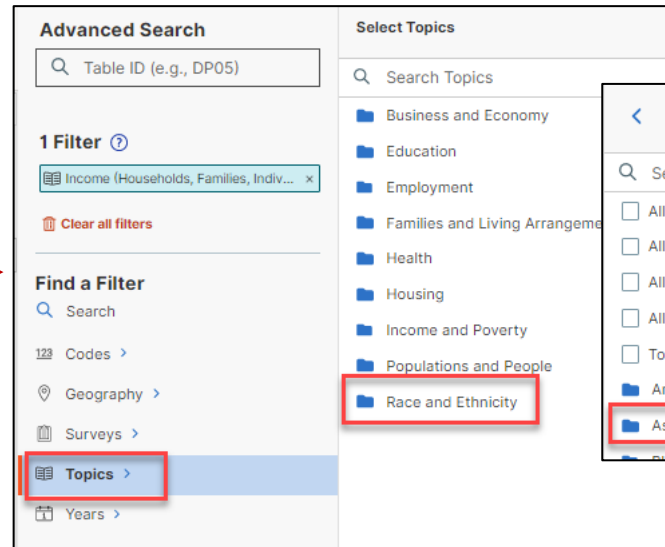 Advanced Search
Table ID (e.g., DP05)
1 Filter
Income (Households, Families, Indiv... ×
Clear all filters
Find a Filter
Search
123 Codes >
Geography >
Surveys >
Topics >
Years >
Select Topics
Search Topics
Business and Economy
Education
Employment
Families and Living Arrangeme
Health
Housing
Income and Poverty
Populations and People
Race and Ethnicity
<
Se
All
All
All
All
To
As